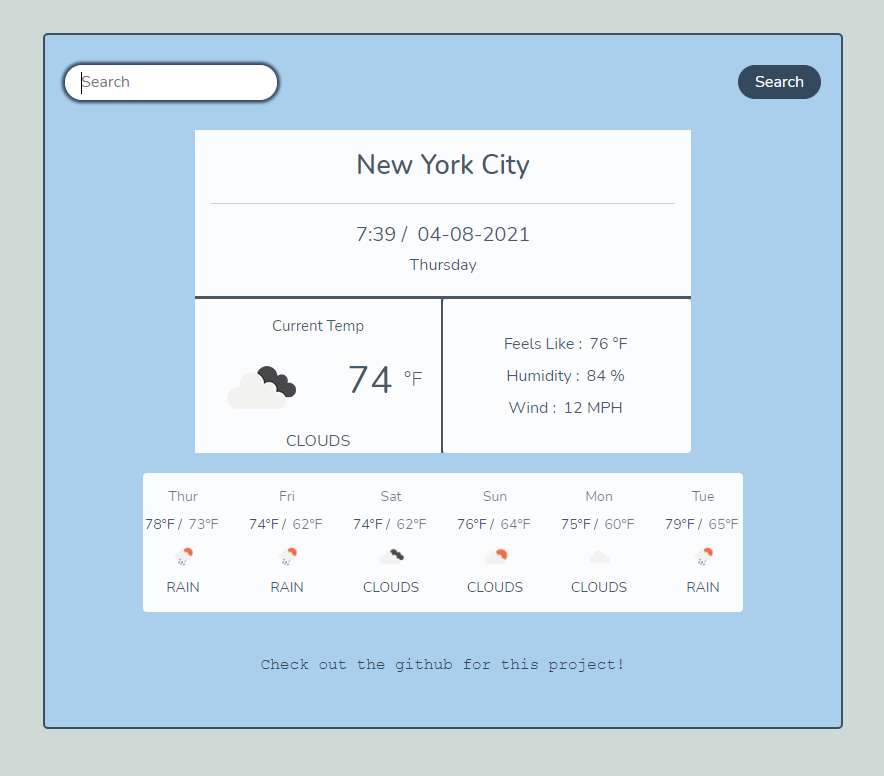 Search Search
New York City
7:39 / 04-08-2021
Thursday
Current Temp
74 °F
CLOUDS
Feels Like : 76 °F
Humidity : 84 %
Wind : 12 MPH
Thur Fri Sat Sun Mon Tue
78°F / 73°F 74°F / 62°F 74°F / 62°F 76°F / 64°F 75°F / 60°F 79°F / 65°F
RAIN RAIN CLOUDS CLOUDS CLOUDS RAIN
Check out the github for this project!